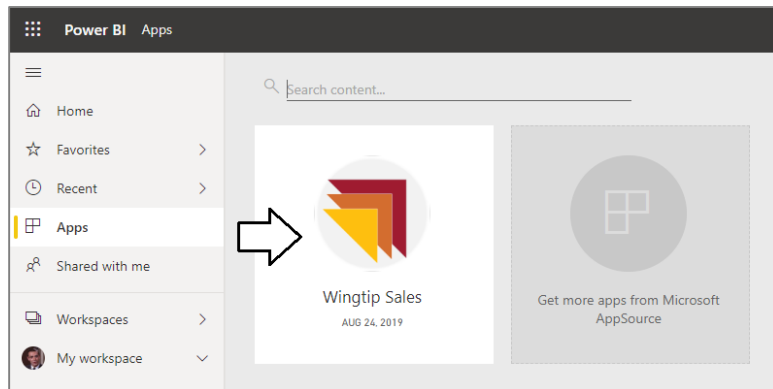 Power BI Apps
Search content...
Home
Favorites
Recent
Apps
Shared with me
Workspaces
My workspace
Wingtip Sales
AUG 24, 2019
Get more apps from Microsoft
AppSource